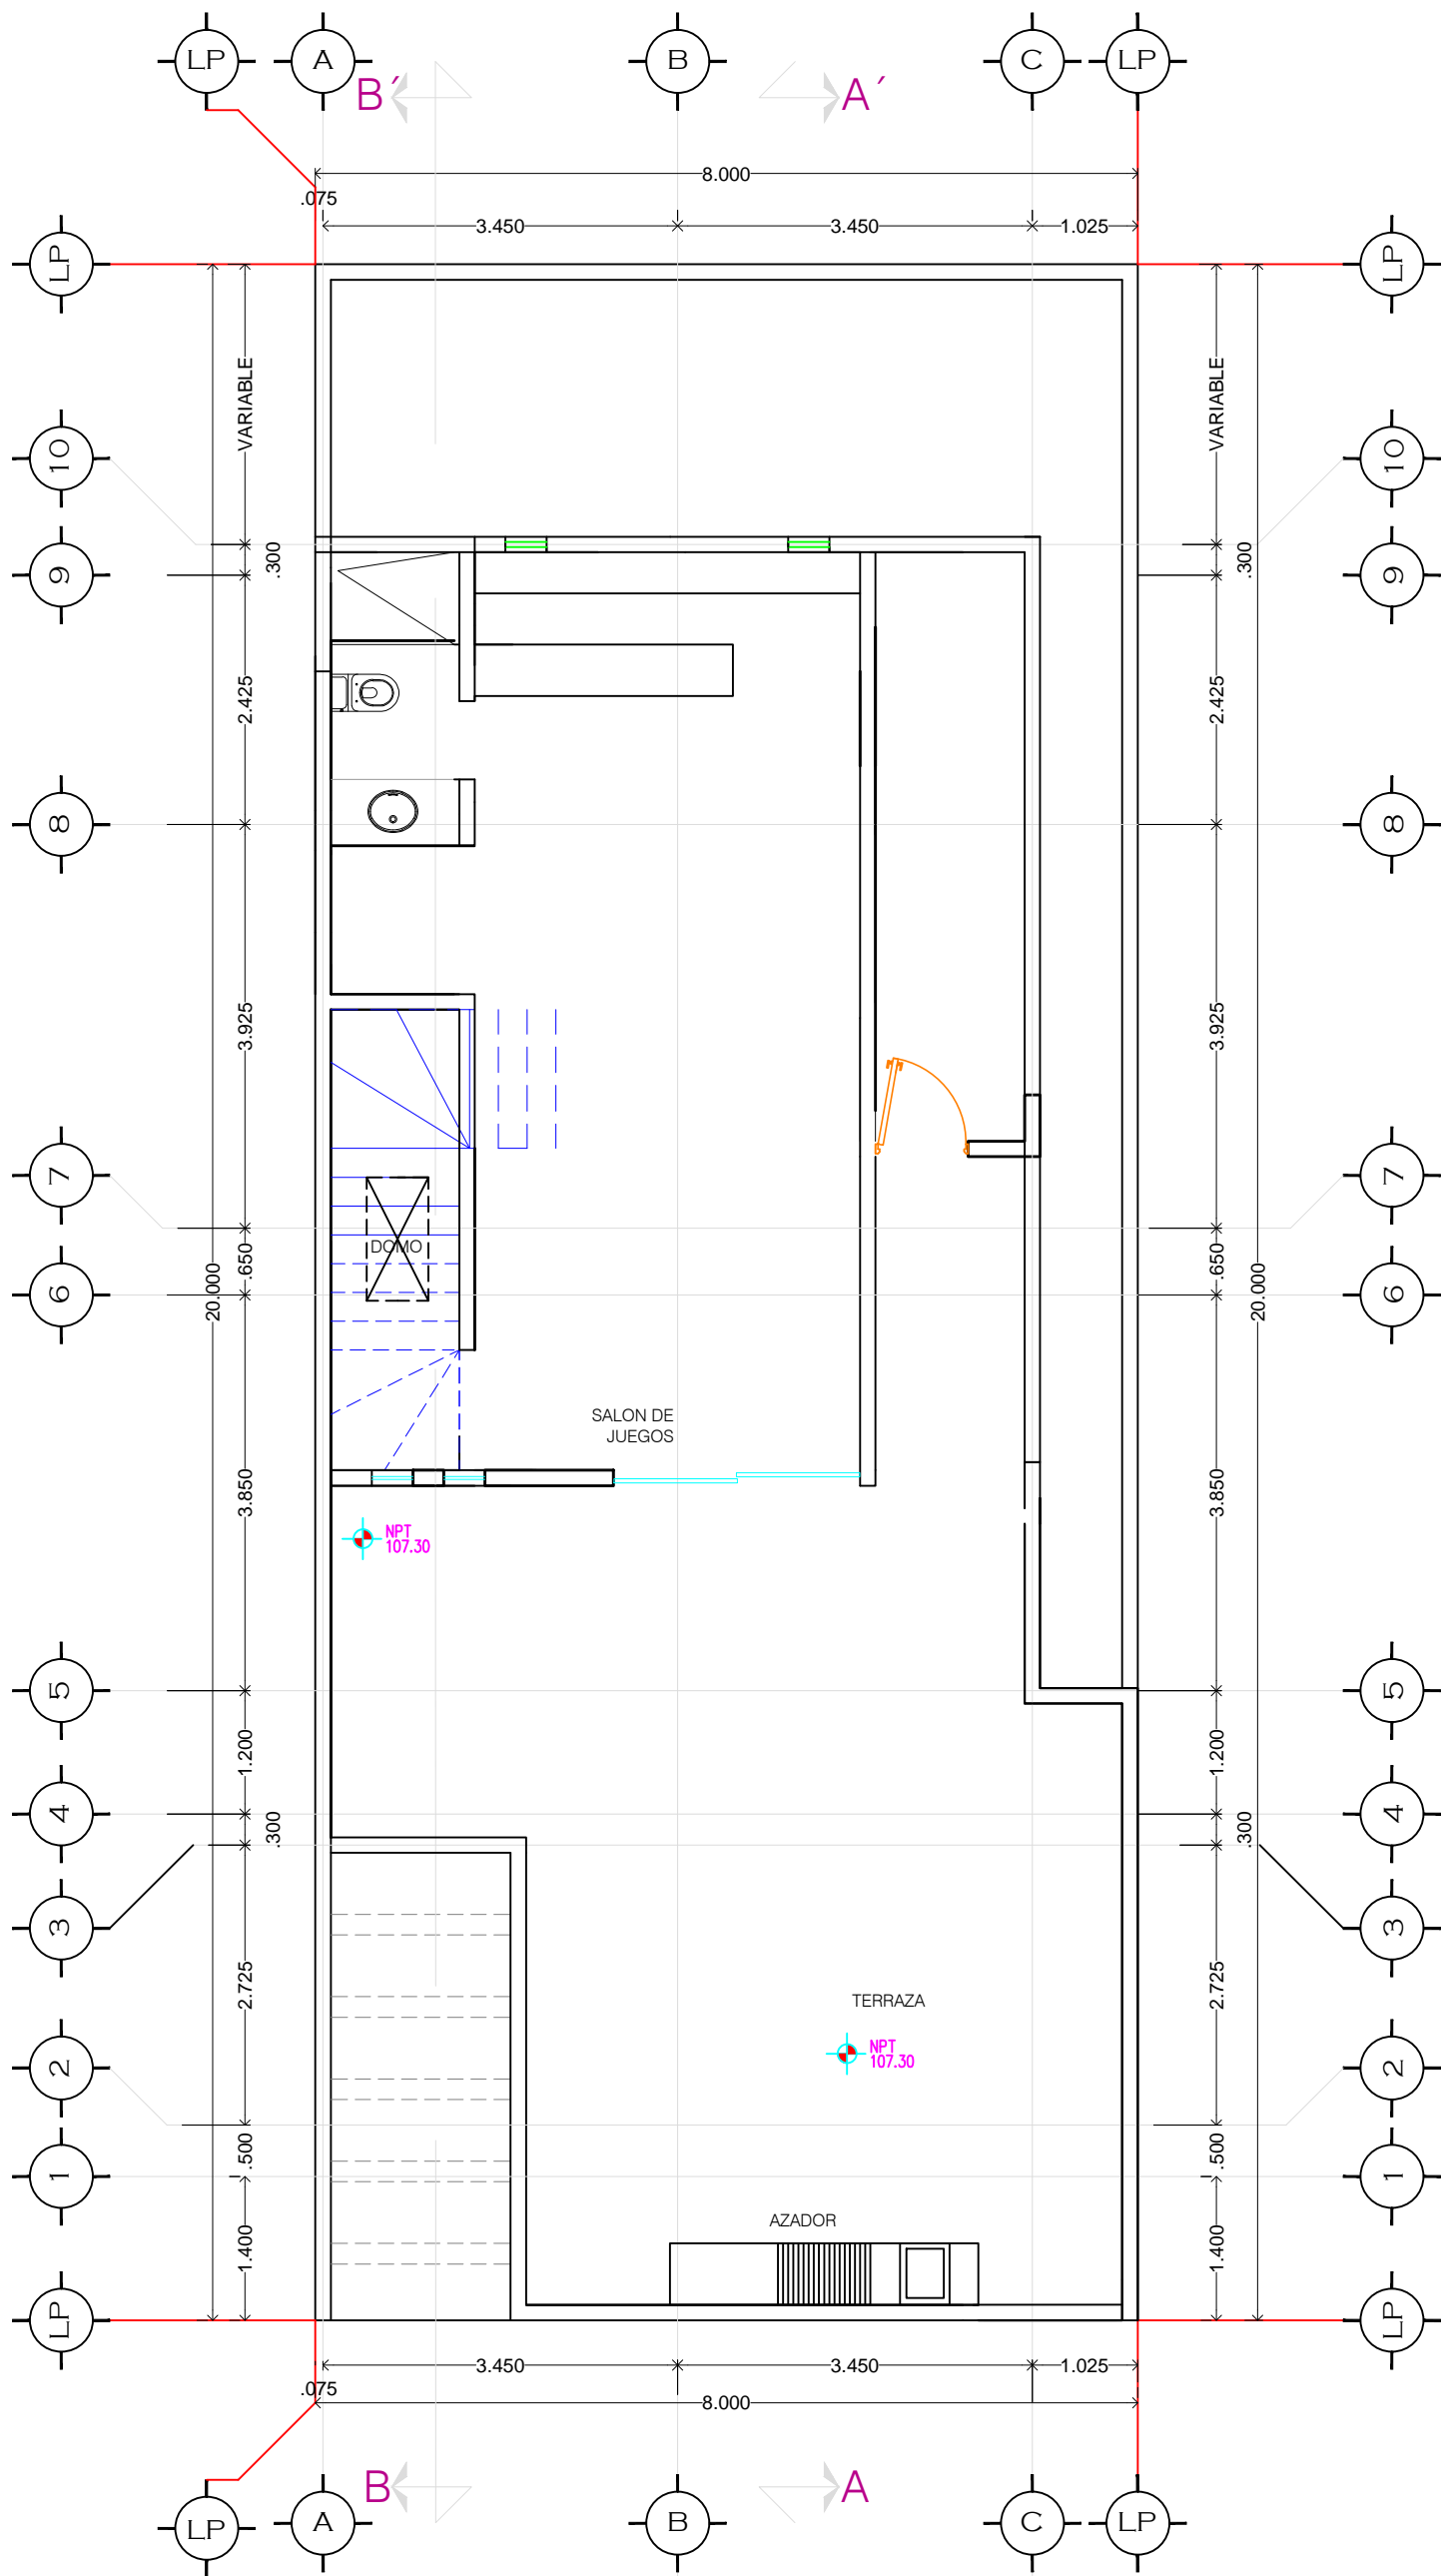 LP A B C LP
B´ A´
8.000
.075
3.450 3.450 1.025
LP LP
VARIABLE VARIABLE
10 10
.300 .300
9 9
2.425 2.425
8 8
3.925 3.925
7 7
DOMO
.650 .650
20.000 20.000
6 6
SALON DE
JUEGOS
3.850 3.850
NPT
107.30
5 5
1.200 1.200
4 4
.300 .300
3 3
2.725 2.725
TERRAZA
NPT
107.30
2 2
.500 .500
1 1
AZADOR
1.400 1.400
LP LP
3.450 3.450 1.025
.075
8.000
B A
LP A B C LP